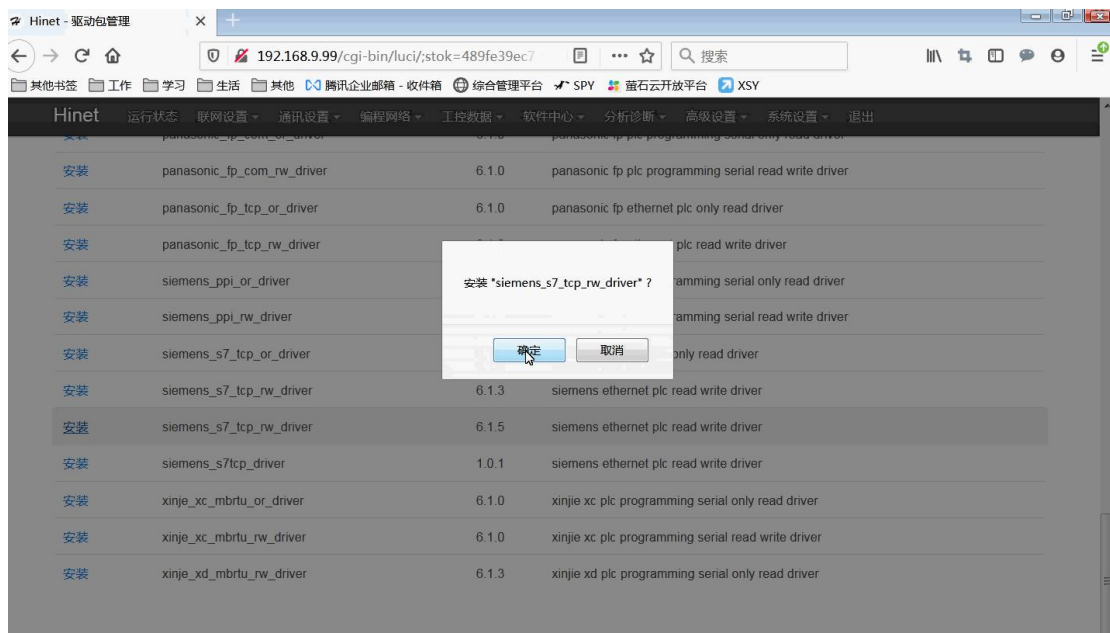 Hinet - 驱动包管理
192.168.9.99/cgi-bin/luci/;stok=489fe39ec7
搜索
其他书签 工作 学习 生活 其他 腾讯企业邮箱 - 收件箱 综合管理平台 SPY 萤石云开放平台 XSY
Hinet 运行状态 联网设置 通讯设置 编程网络 工控数据 软件中心 分析诊断 高级设置 系统设置 退出
安装 panasonic_fp_com_rw_driver 6.1.0 panasonic fp plc programming serial read write driver
安装 panasonic_fp_tcp_or_driver 6.1.0 panasonic fp ethernet plc only read driver
安装 panasonic_fp_tcp_rw_driver plc read write driver
安装 "siemens_s7_tcp_rw_driver" ?
安装 siemens_ppi_or_driver ramming serial only read driver
安装 siemens_ppi_rw_driver ramming serial read write driver
确定 取消
安装 siemens_s7_tcp_or_driver only read driver
安装 siemens_s7_tcp_rw_driver 6.1.3 siemens ethernet plc read write driver
安装 siemens_s7_tcp_rw_driver 6.1.5 siemens ethernet plc read write driver
安装 siemens_s7tcp_driver 1.0.1 siemens ethernet plc read write driver
安装 xinje_xc_mbrtu_or_driver 6.1.0 xinjie xc plc programming serial only read driver
安装 xinje_xc_mbrtu_rw_driver 6.1.0 xinjie xc plc programming serial read write driver
安装 xinje_xd_mbrtu_rw_driver 6.1.3 xinjie xd plc programming serial only read driver